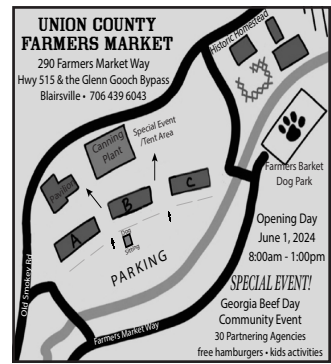 UNION COUNTY
FARMERS MARKET
290 Farmers Market Way
Hwy 515 & the Glenn Gooch Bypass
Blairsville • 706 439 6043
Historic Homestead
Special Event
/Tent Area
Canning
Plant
Pavilion
A
B
C
Sitting
PARKING
Old Smokey Rd
Farmers Market Way
Farmers Barket
Dog Park
Opening Day
June 1, 2024
8:00am - 1:00pm
SPECIAL EVENT!
Georgia Beef Day
Community Event
30 Partnering Agencies
free hamburgers • kids activities